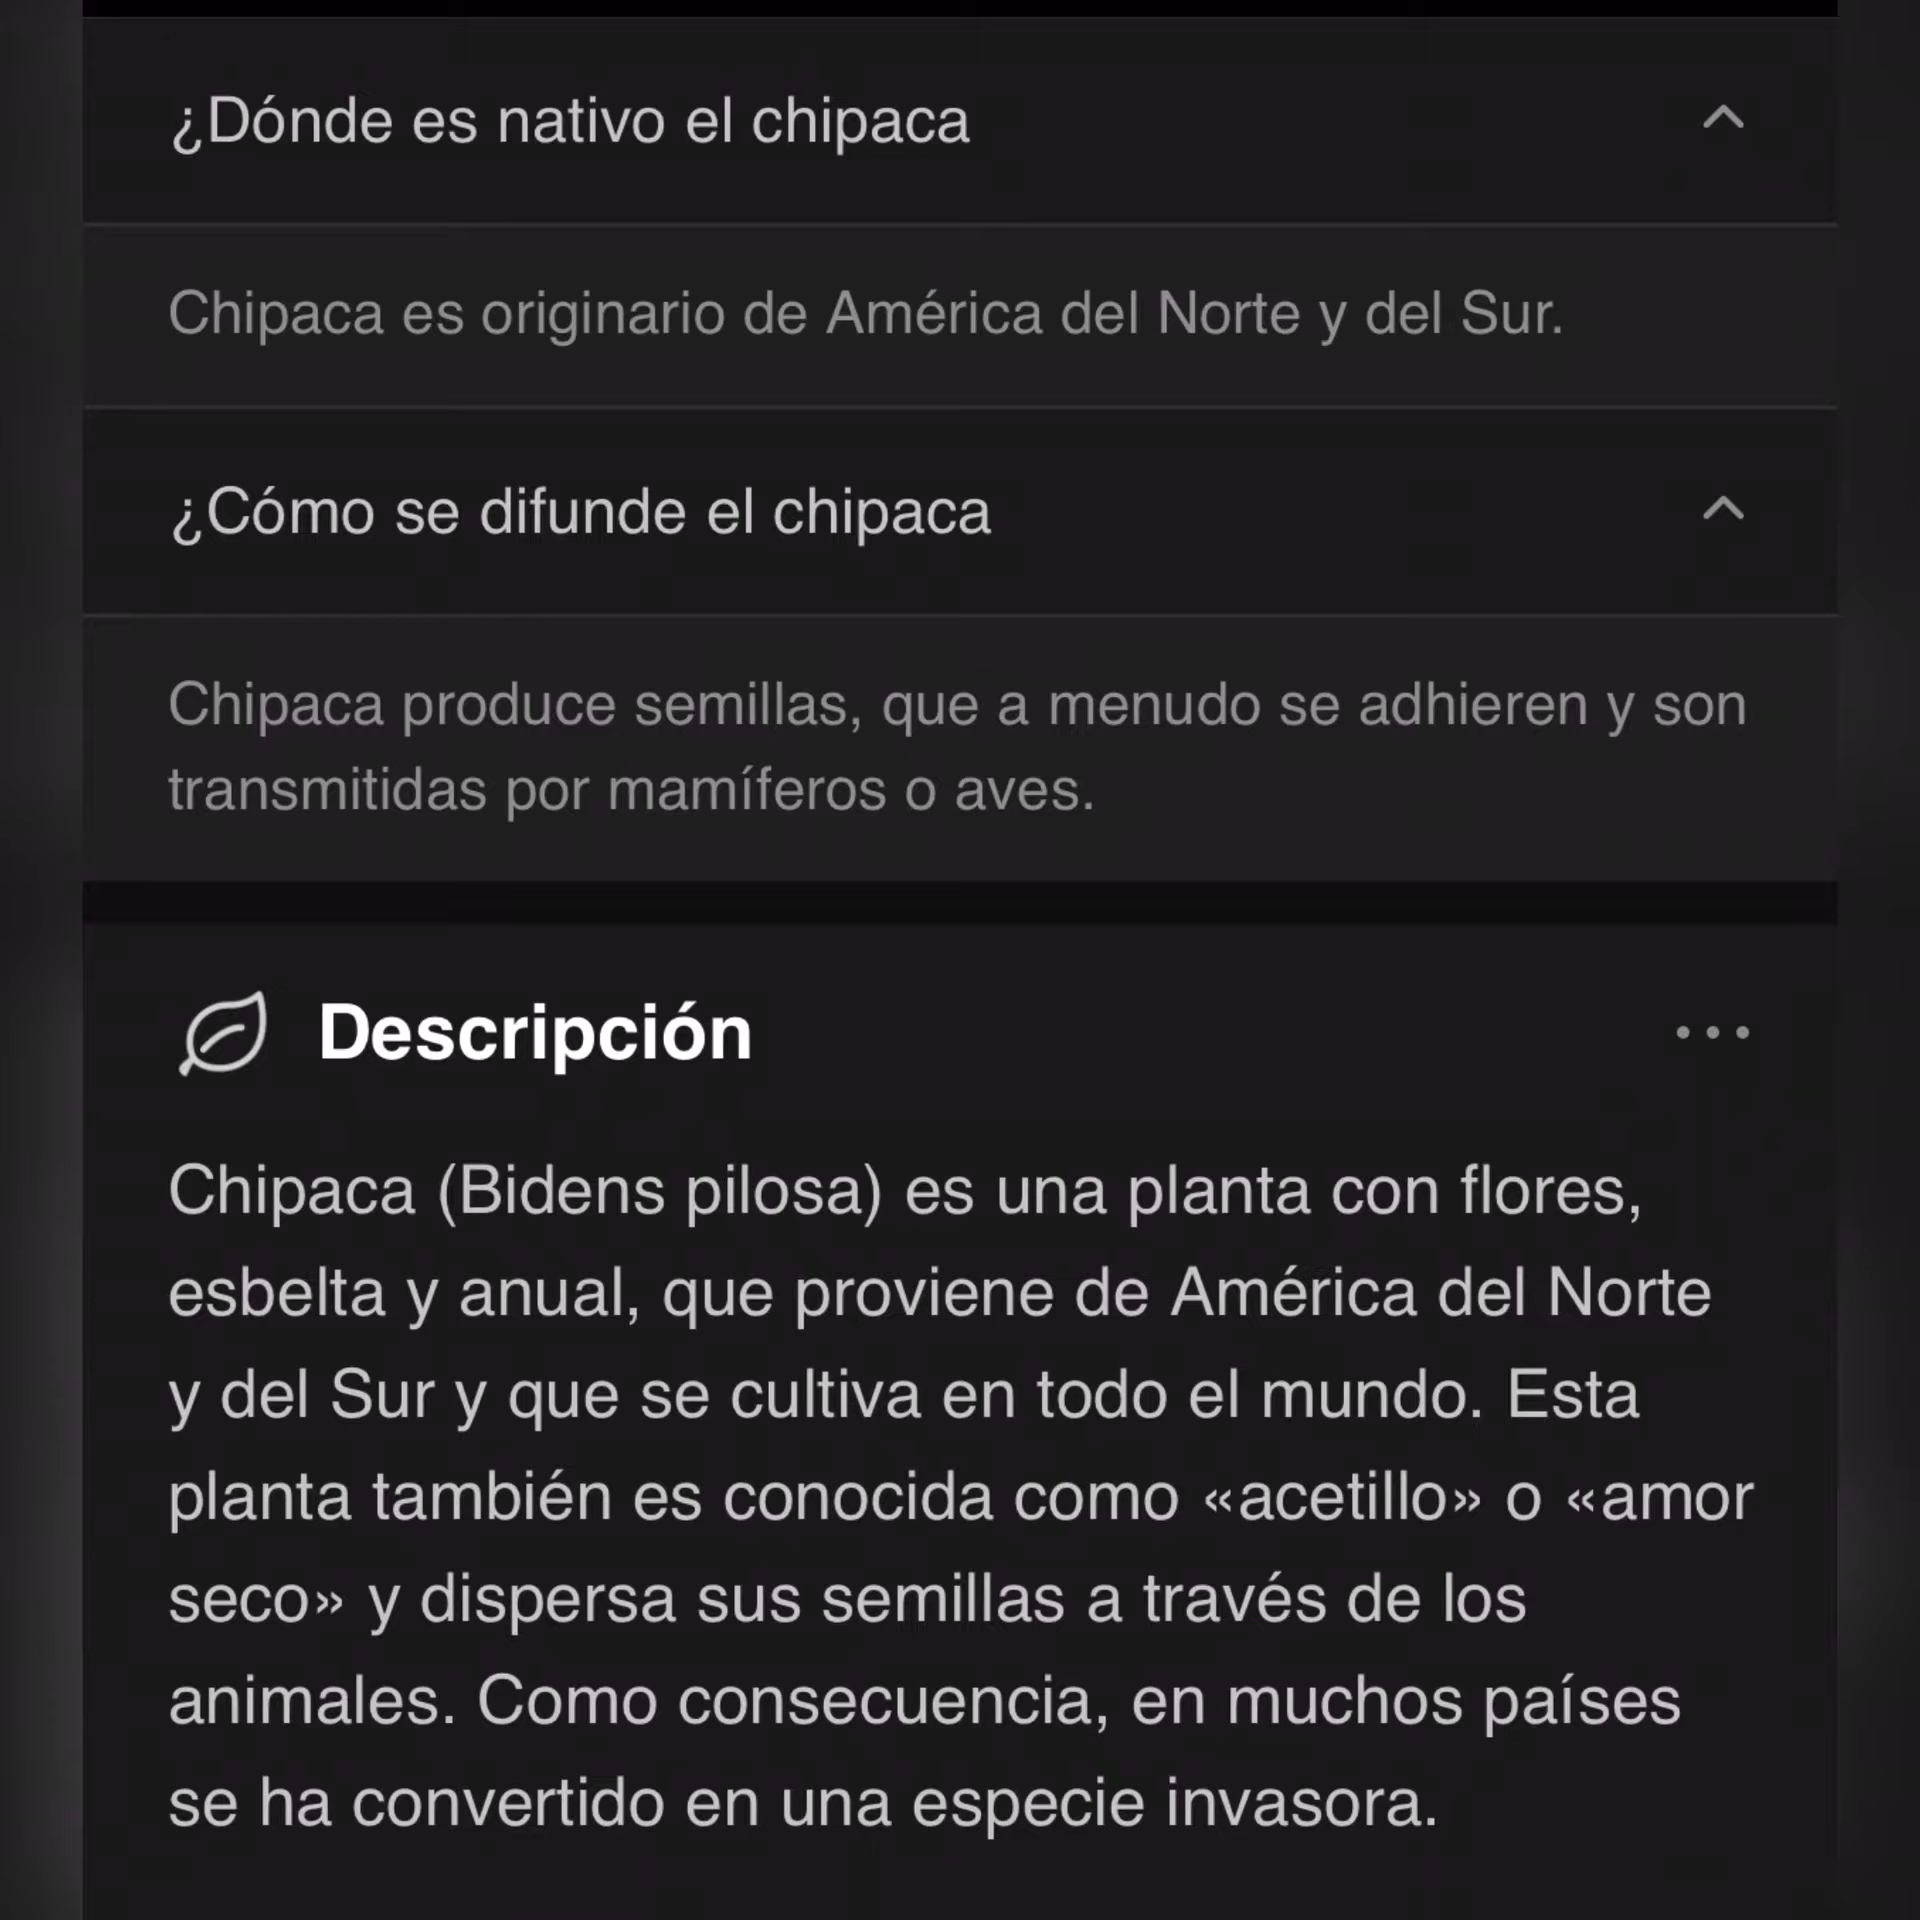 ¿Dónde es nativo el chipaca
Chipaca es originario de América del Norte y del Sur.
¿Cómo se difunde el chipaca
Chipaca produce semillas, que a menudo se adhieren y son
transmitidas por mamíferos o aves.
Descripción
Chipaca (Bidens pilosa) es una planta con flores,
esbelta y anual, que proviene de América del Norte
y del Sur y que se cultiva en todo el mundo. Esta
planta también es conocida como «acetillo» o «amor
seco» y dispersa sus semillas a través de los
animales. Como consecuencia, en muchos países
se ha convertido en una especie invasora.